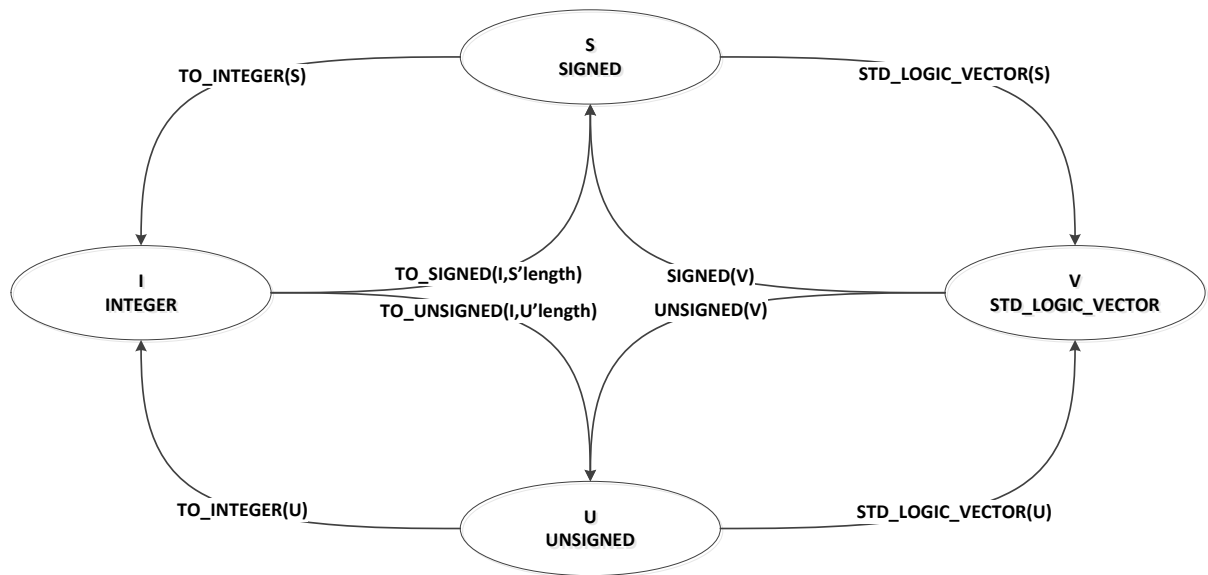 S
SIGNED
TO_INTEGER(S)
STD_LOGIC_VECTOR(S)
I
INTEGER
TO_SIGNED(I,S’length)
SIGNED(V)
V
STD_LOGIC_VECTOR
TO_UNSIGNED(I,U’length)
UNSIGNED(V)
TO_INTEGER(U)
STD_LOGIC_VECTOR(U)
U
UNSIGNED